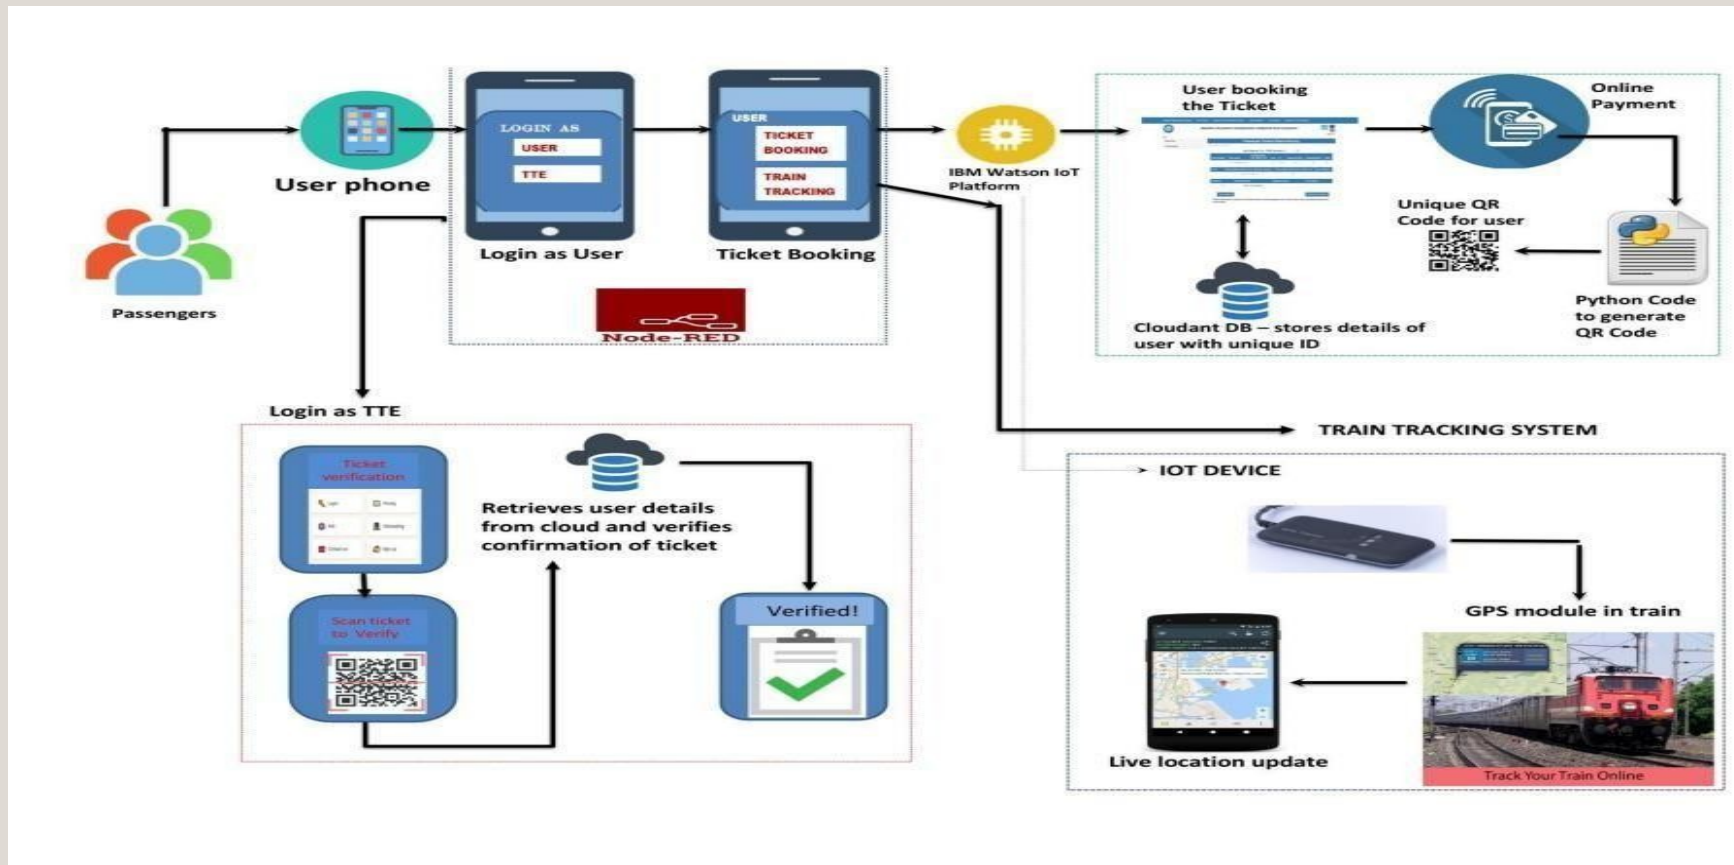 LOGIN AS
USER
TTE
USER
TICKET
BOOKING
TRAIN
TRACKING
User phone
Passengers
Login as User
Ticket Booking
Node-RED
IBM Watson IoT
Platform
User booking
the Ticket
Online
Payment
Unique QR
Code for user
Python Code
to generate
QR Code
Cloudant DB – stores details of
user with unique ID
Login as TTE
Ticket
verification
Scan ticket
to Verify
Retrieves user details
from cloud and verifies
confirmation of ticket
Verified!
TRAIN TRACKING SYSTEM
IOT DEVICE
GPS module in train
Live location update
Track Your Train Online